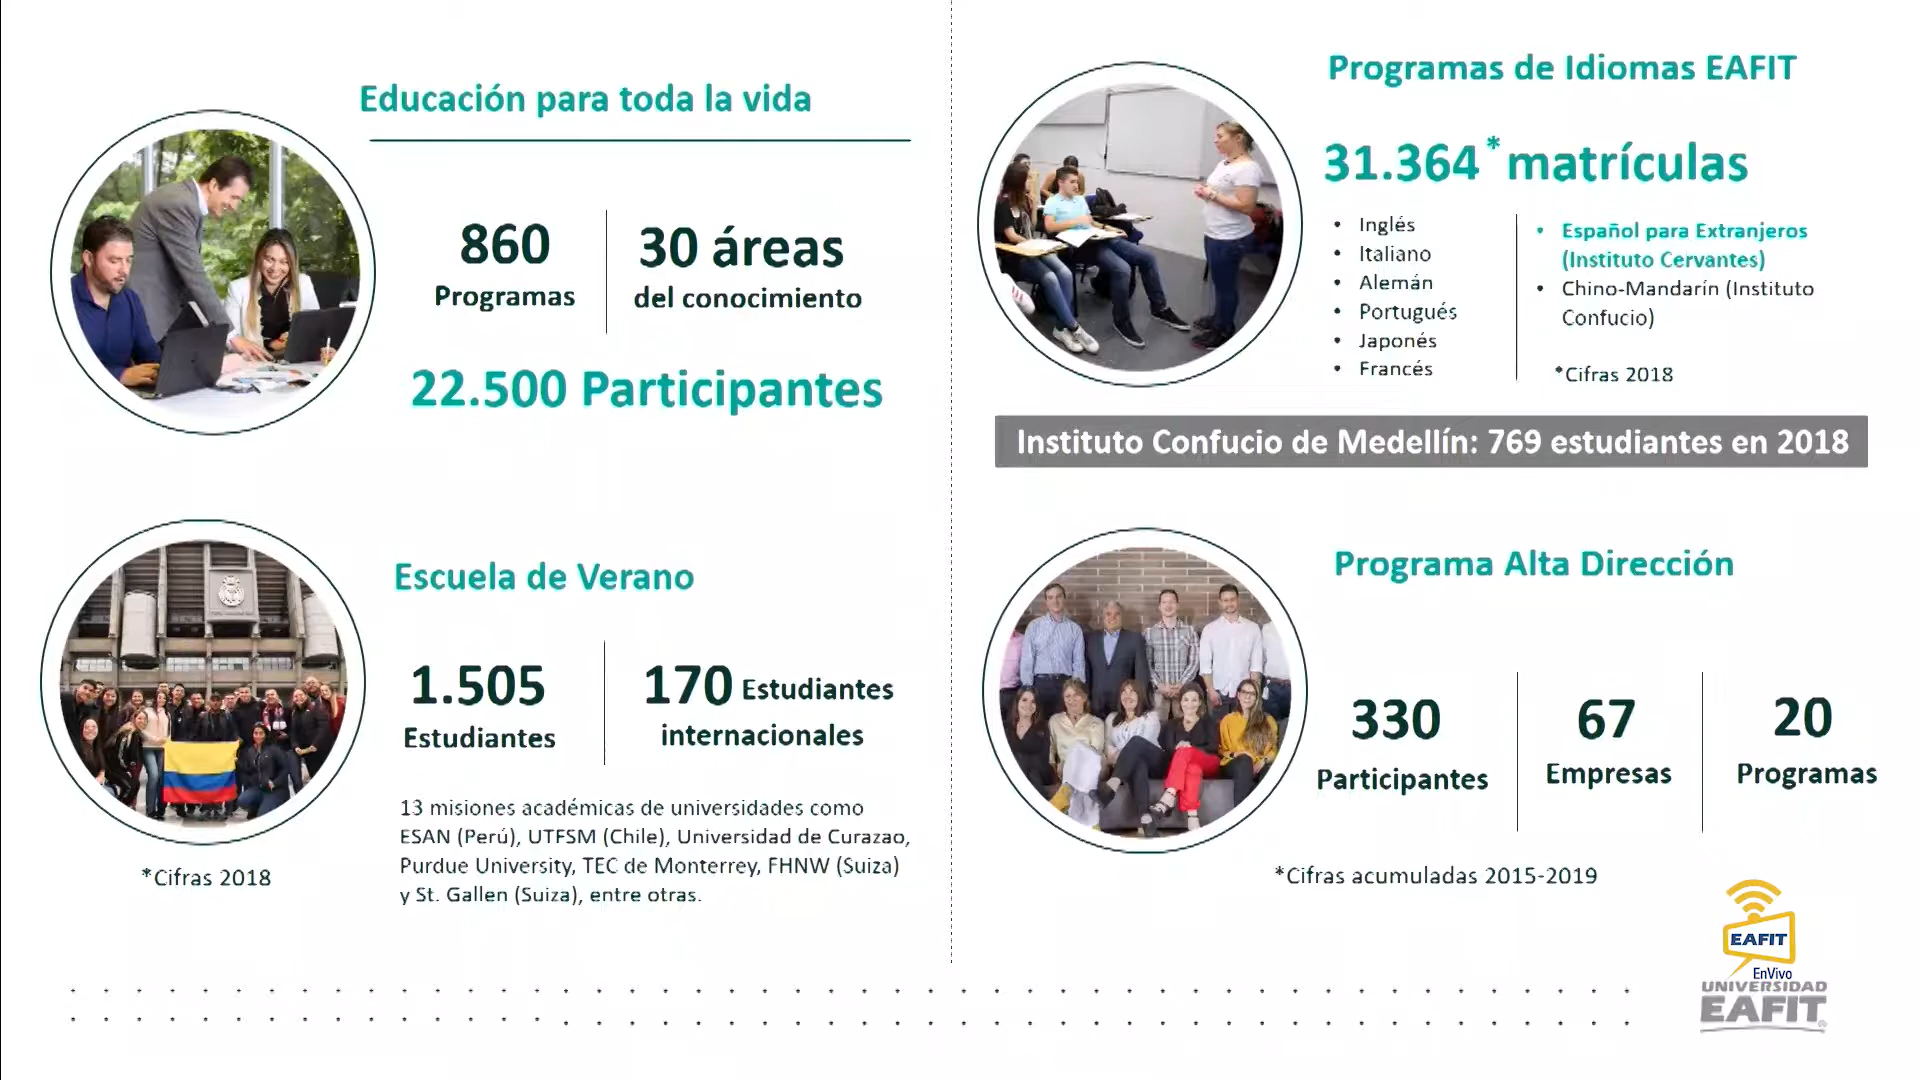 Educación para toda la vida
860
Programas
30 áreas
del conocimiento
22.500 Participantes
Escuela de Verano
1.505
Estudiantes
170 Estudiantes
internacionales
13 misiones académicas de universidades como
ESAN (Perú), UTFSM (Chile), Universidad de Curazao,
Purdue University, TEC de Monterrey, FHNW (Suiza)
y St. Gallen (Suiza), entre otras.
*Cifras 2018
Programas de Idiomas EAFIT
31.364* matrículas
• Inglés
• Italiano
• Alemán
• Portugués
• Japonés
• Francés
• Español para Extranjeros
(Instituto Cervantes)
• Chino-Mandarín (Instituto
Confucio)
*Cifras 2018
Instituto Confucio de Medellín: 769 estudiantes en 2018
Programa Alta Dirección
330
Participantes
67
Empresas
20
Programas
*Cifras acumuladas 2015-2019
EAFIT
EnVivo
UNIVERSIDAD
EAFIT®